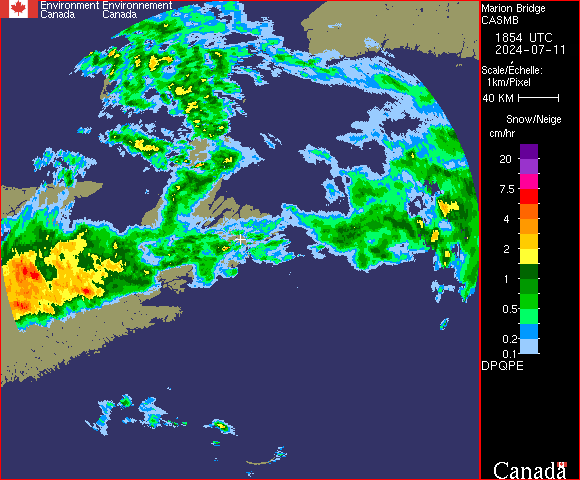 Environment Environnement
Canada Canada
Marion Bridge
CASMB
1854 UTC
2024-07-11
Scale/Echelle:
1km/Pixel
40 KM
Snow/Neige
cm/hr
20
7.5
4
2
1
0.5
0.2
0.1
DPQPE
Canada